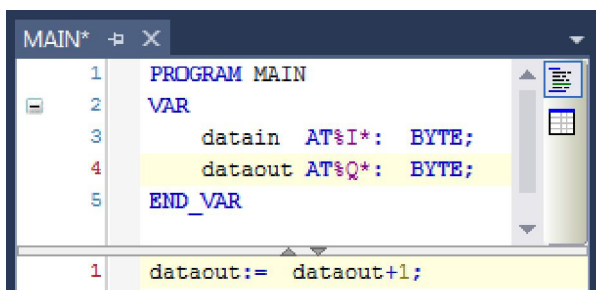 MAIN*
1 PROGRAM MAIN
2 VAR
3 datain AT%I*: BYTE;
4 dataout AT%Q*: BYTE;
5 END_VAR
1 dataout:= dataout+1;